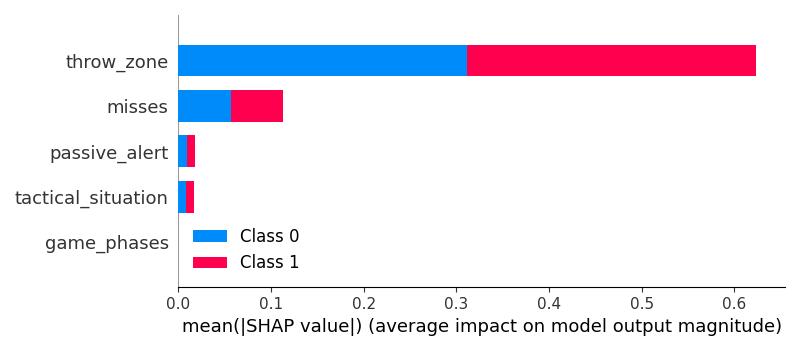 throw_zone
misses
passive_alert
tactical_situation
game_phases
Class 0
Class 1
0.0 0.1 0.2 0.3 0.4 0.5 0.6
mean(|SHAP value|) (average impact on model output magnitude)